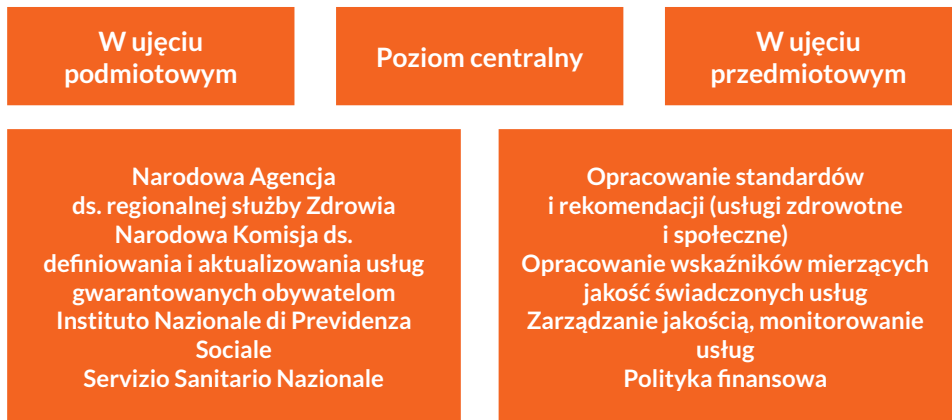 W ujęciu
podmiotowym
Poziom centralny
W ujęciu
przedmiotowym
Narodowa Agencja
ds. regionalnej służby Zdrowia
Narodowa Komisja ds.
definiowania i aktualizowania usług
gwarantowanych obywatelom
Instituto Nazionale di Previdenza
Sociale
Servizio Sanitario Nazionale
Opracowanie standardów
i rekomendacji (usługi zdrowotne
i społeczne)
Opracowanie wskaźników mierzących
jakość świadczonych usług
Zarządzanie jakością, monitorowanie
usług
Polityka finansowa